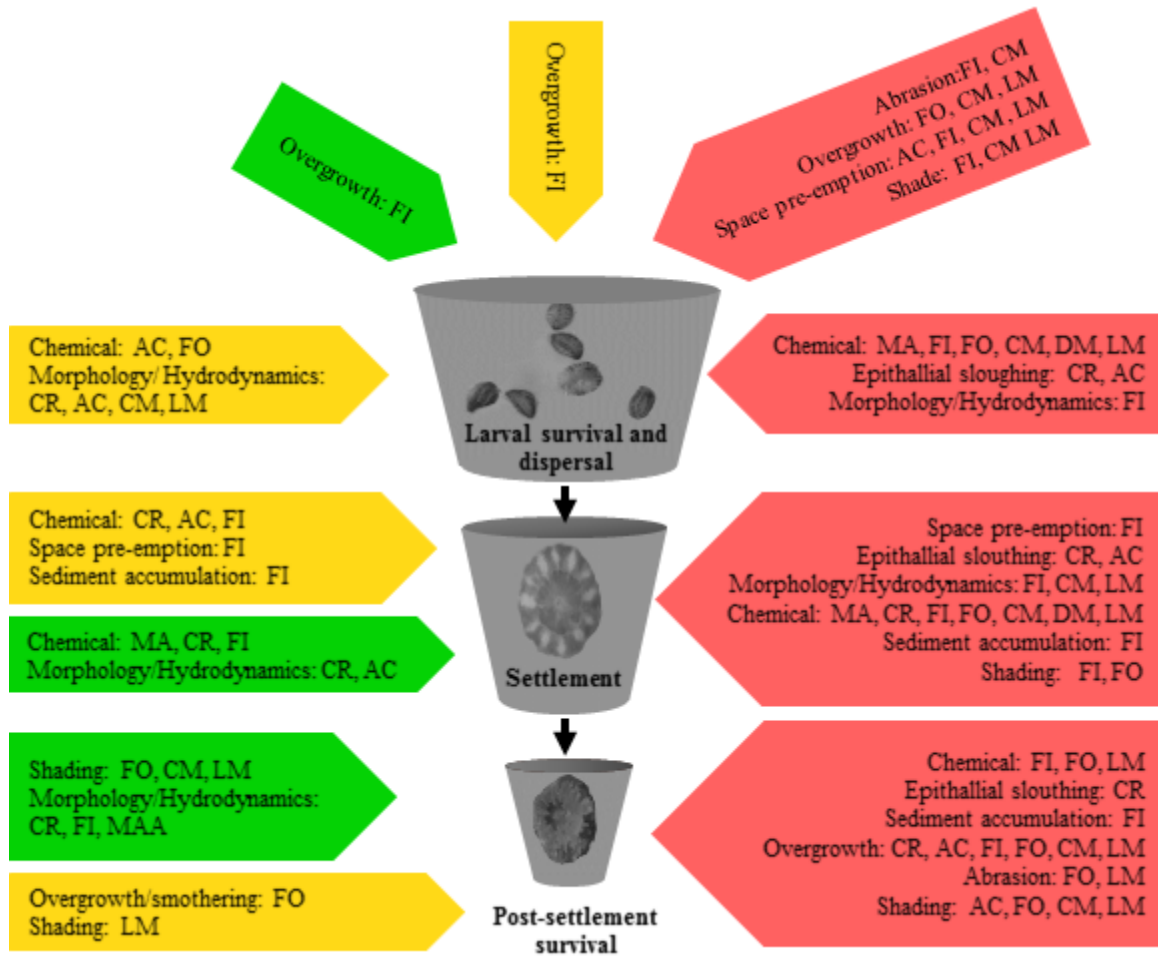 Overgrowth: FI
Overgrowth: FI
Abrasion:FI, CM
Overgrowth: FO, CM, LM
Space pre-emption: AC, FI, CM, LM
Shade: FI, CM LM
Chemical: AC, FO
Morphology/ Hydrodynamics:
CR, AC, CM, LM
Larval survival and
dispersal
Chemical: MA, FI, FO, CM, DM, LM
Epithallial sloughing: CR, AC
Morphology/Hydrodynamics: FI
Chemical: CR, AC, FI
Space pre-emption: FI
Sediment accumulation: FI
Chemical: MA, CR, FI
Morphology/Hydrodynamics: CR, AC
Settlement
Space pre-emption: FI
Epithallial slouthing: CR, AC
Morphology/Hydrodynamics: FI, CM, LM
Chemical: MA, CR, FI, FO, CM, DM, LM
Sediment accumulation: FI
Shading: FI, FO
Shading: FO, CM, LM
Morphology/Hydrodynamics:
CR, FI, MAA
Overgrowth/smothering: FO
Shading: LM
Post-settlement
survival
Chemical: FI, FO, LM
Epithallial slouthing: CR
Sediment accumulation: FI
Overgrowth: CR, AC, FI, FO, CM, LM
Abrasion: FO, LM
Shading: AC, FO, CM, LM